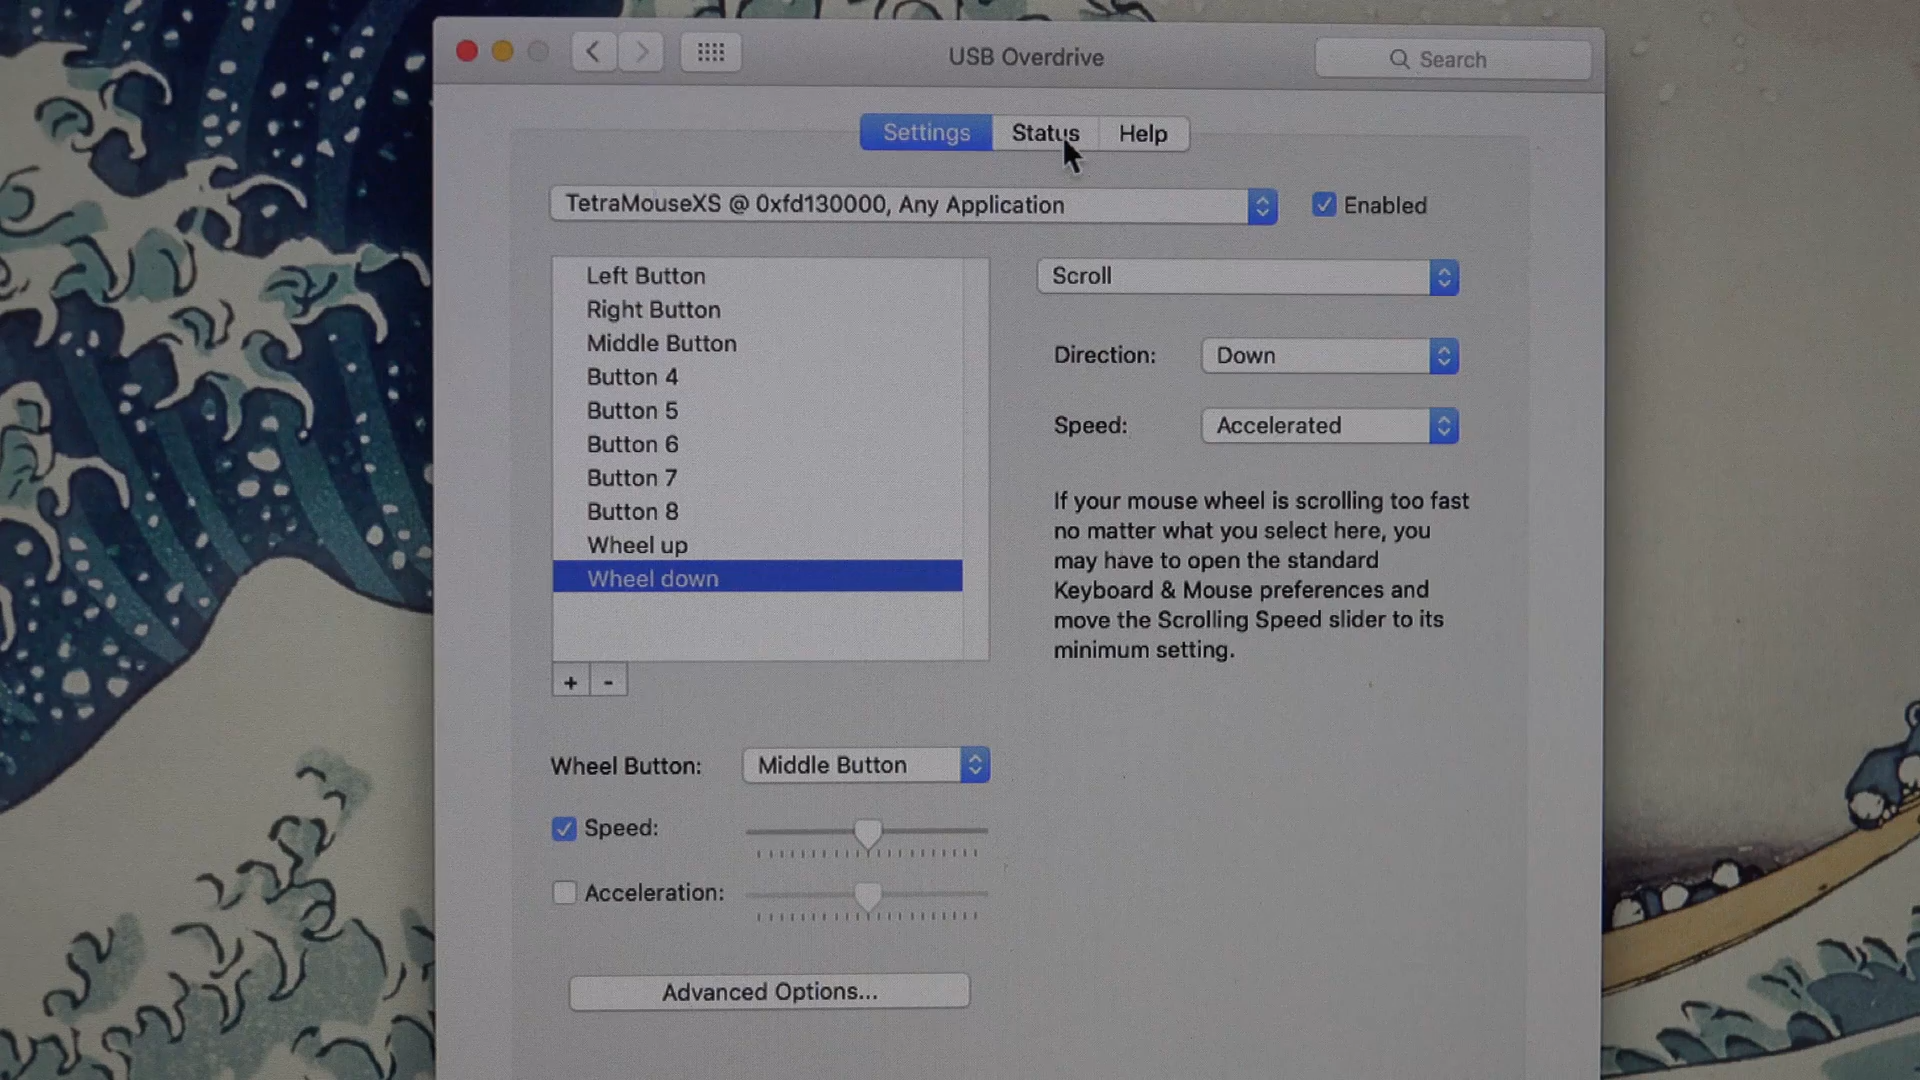 USB Overdrive
Search
Settings
Status
Help
TetraMouseXS @ 0xfd130000, Any Application
Enabled
Left Button
Right Button
Middle Button
Button 4
Button 5
Button 6
Button 7
Button 8
Wheel up
Wheel down
+
-
Scroll
Direction:
Down
Speed:
Accelerated
If your mouse wheel is scrolling too fast
no matter what you select here, you
may have to open the standard
Keyboard & Mouse preferences and
move the Scrolling Speed slider to its
minimum setting.
Wheel Button:
Middle Button
Speed:
Acceleration:
Advanced Options...